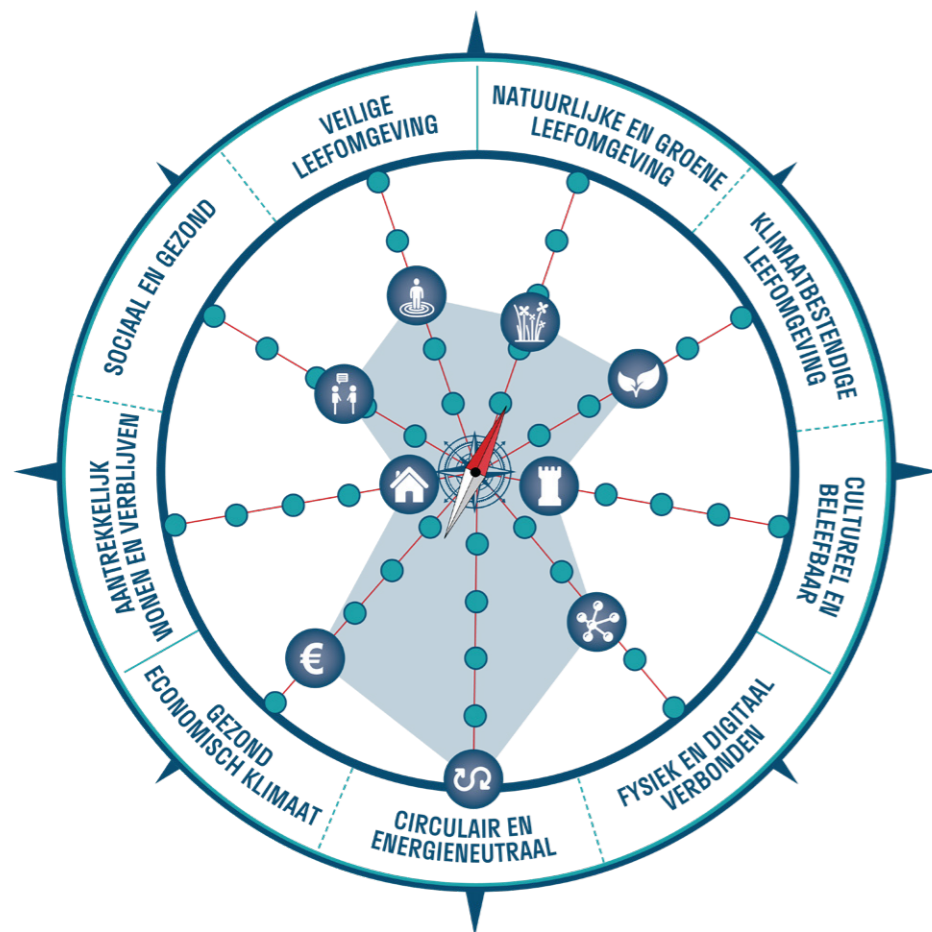 NATUURLIJKE EN GROENE
LEEFOMGEVING
KLIMAATBESTENDIGE
LEEFOMGEVING
CULTUREEL EN
BELEEFBAAR
FYSIEK EN DIGITAAL
VERBONDEN
CIRCULAIR EN
ENERGIENEUTRAAL
GEZOND
ECONOMISCH KLIMAAT
AANTREKKELIJK
WONEN EN VERBLIJVEN
SOCIAAL EN GEZOND
VEILIGE
LEEFOMGEVING
€